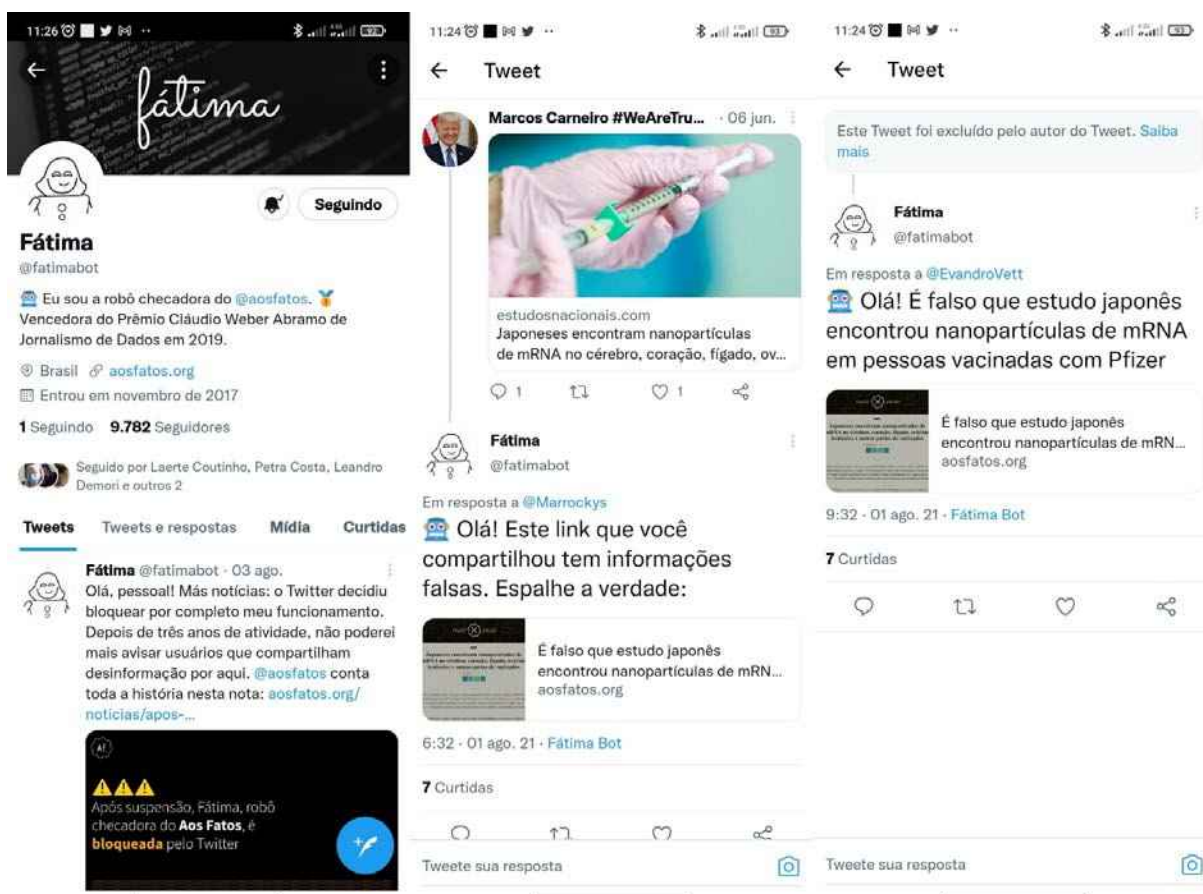 11:26
92
fátima
Seguindo
Fátima
@fatimabot
Eu sou a robô checadora do @aosfatos.
Vencedora do Prêmio Cláudio Weber Abramo de
Jornalismo de Dados em 2019.
Brasil aosfatos.org
Entrou em novembro de 2017
1 Seguindo 9.782 Seguidores
Seguido por Laerte Coutinho, Petra Costa, Leandro
Demori e outros 2
Tweets Tweets e respostas Mídia Curtidas
Fátima @fatimabot · 03 ago.
Olá, pessoal! Más notícias: o Twitter decidiu
bloquear por completo meu funcionamento.
Depois de três anos de atividade, não poderei
mais avisar usuários que compartilham
desinformação por aqui. @aosfatos conta
toda a história nesta nota: aosfatos.org/
noticias/apos-...
A!
Após suspensão, Fátima, robô
checadora do Aos Fatos, é
bloqueada pelo Twitter
11:24
93
Tweet
Marcos Carneiro #WeAreTru... · 06 jun.
estudosnacionais.com
Japoneses encontram nanopartículas
de mRNA no cérebro, coração, fígado, ov...
1 1
Fátima
@fatimabot
Em resposta a @Marrockys
Olá! Este link que você
compartilhou tem informações
falsas. Espalhe a verdade:
É falso que estudo japonês
encontrou nanopartículas de mRN...
aosfatos.org
6:32 · 01 ago. 21 · Fátima Bot
7 Curtidas
Tweete sua resposta
11:24
93
Tweet
Este Tweet foi excluído pelo autor do Tweet. Saiba
mais
Fátima
@fatimabot
Em resposta a @EvandroVett
Olá! É falso que estudo japonês
encontrou nanopartículas de mRNA
em pessoas vacinadas com Pfizer
É falso que estudo japonês
encontrou nanopartículas de mRN...
aosfatos.org
9:32 · 01 ago. 21 · Fátima Bot
7 Curtidas
Tweete sua resposta